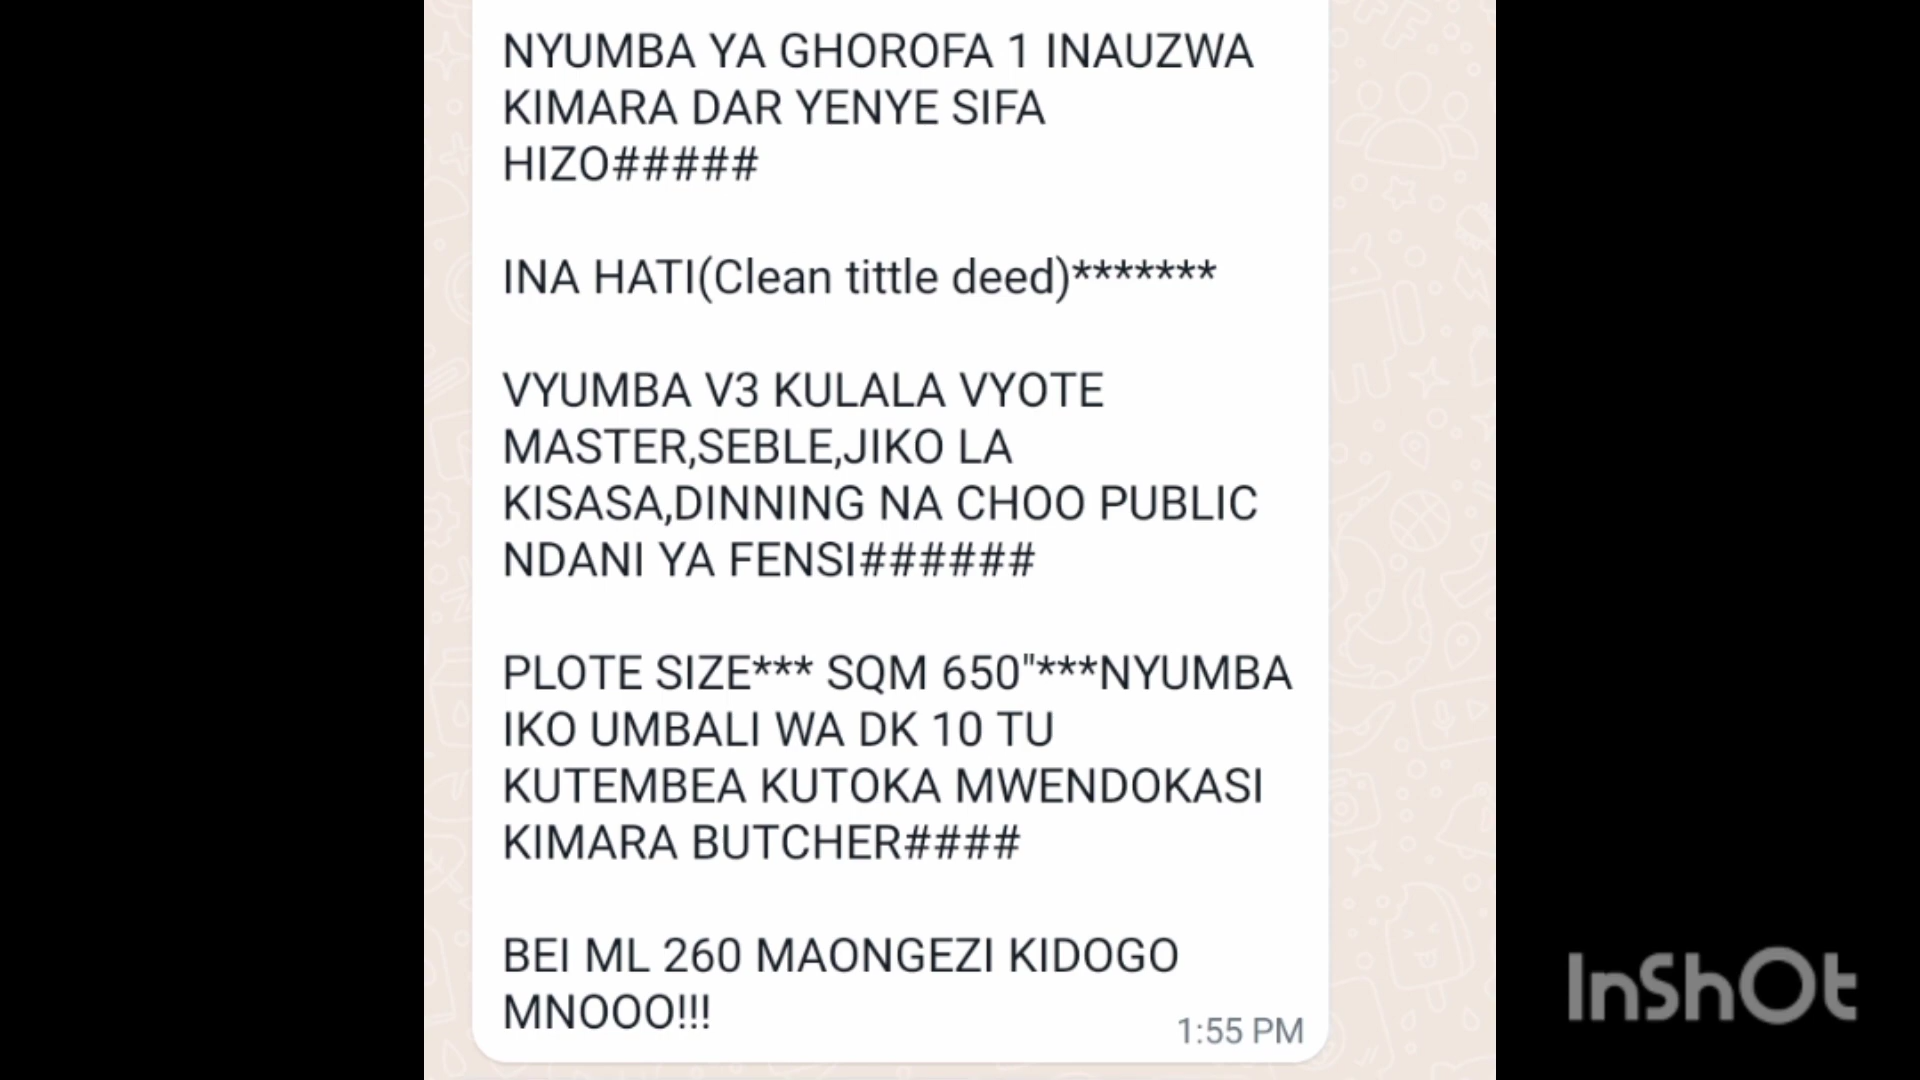 NYUMBA YA GHOROFA 1 INAUZWA
KIMARA DAR YENYE SIFA
HIZO#####
INA HATI(Clean tittle deed)*******
VYUMBA V3 KULALA VYOTE
MASTER,SEBLE,JIKO LA
KISASA,DINNING NA CHOO PUBLIC
NDANI YA FENSI######
PLOTE SIZE*** SQM 650"***NYUMBA
IKO UMBALI WA DK 10 TU
KUTEMBEA KUTOKA MWENDOKASI
KIMARA BUTCHER####
BEI ML 260 MAONGEZI KIDOGO
MNOOO!!!
1:55 PM
InShOt